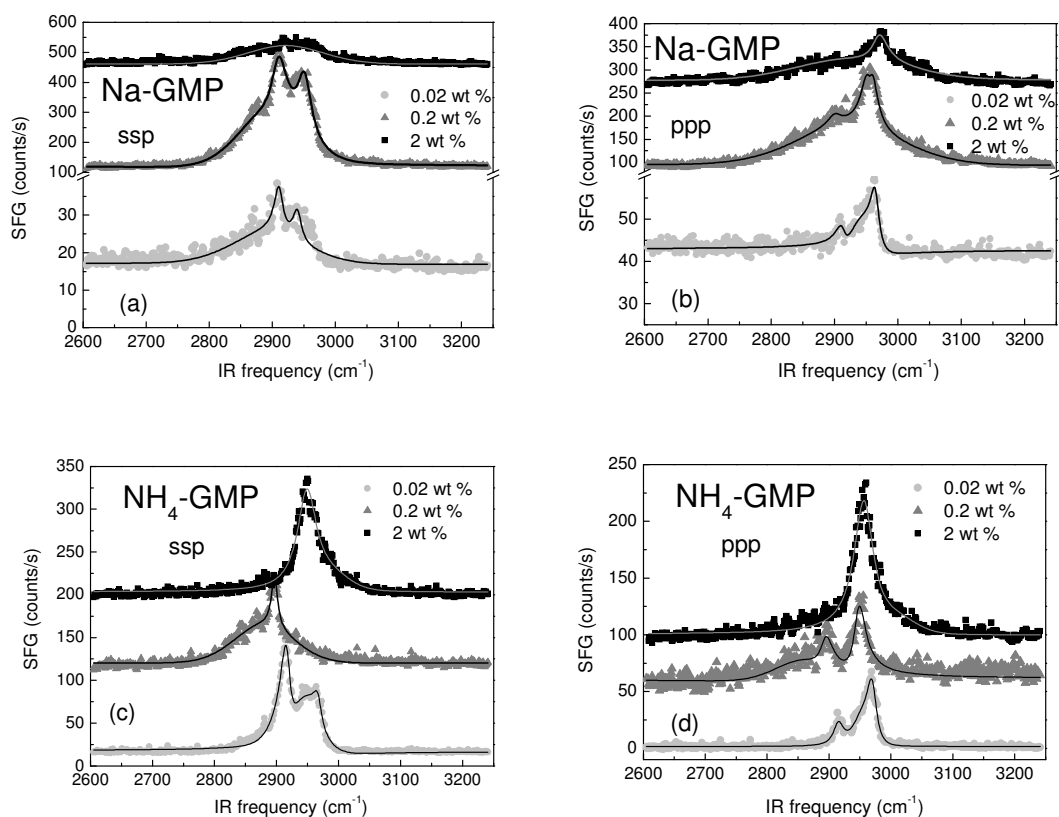 600
500
400
300
200
100
30
20
10
0
SFG (counts/s)
Na-GMP
ssp
0.02 wt %
0.2 wt %
2 wt %
(a)
2600 2700 2800 2900 3000 3100 3200
IR frequency (cm⁻¹)
400
350
300
250
200
150
100
50
40
30
SFG (counts/s)
Na-GMP
ppp
0.02 wt %
0.2 wt %
2 wt %
(b)
2600 2700 2800 2900 3000 3100 3200
IR frequency (cm⁻¹)
350
300
250
200
150
100
50
0
SFG (counts/s)
NH₄-GMP
ssp
0.02 wt %
0.2 wt %
2 wt %
(c)
2600 2700 2800 2900 3000 3100 3200
IR frequency (cm⁻¹)
250
200
150
100
50
0
SFG (counts/s)
NH₄-GMP
ppp
0.02 wt %
0.2 wt %
2 wt %
(d)
2600 2700 2800 2900 3000 3100 3200
IR frequency (cm⁻¹)